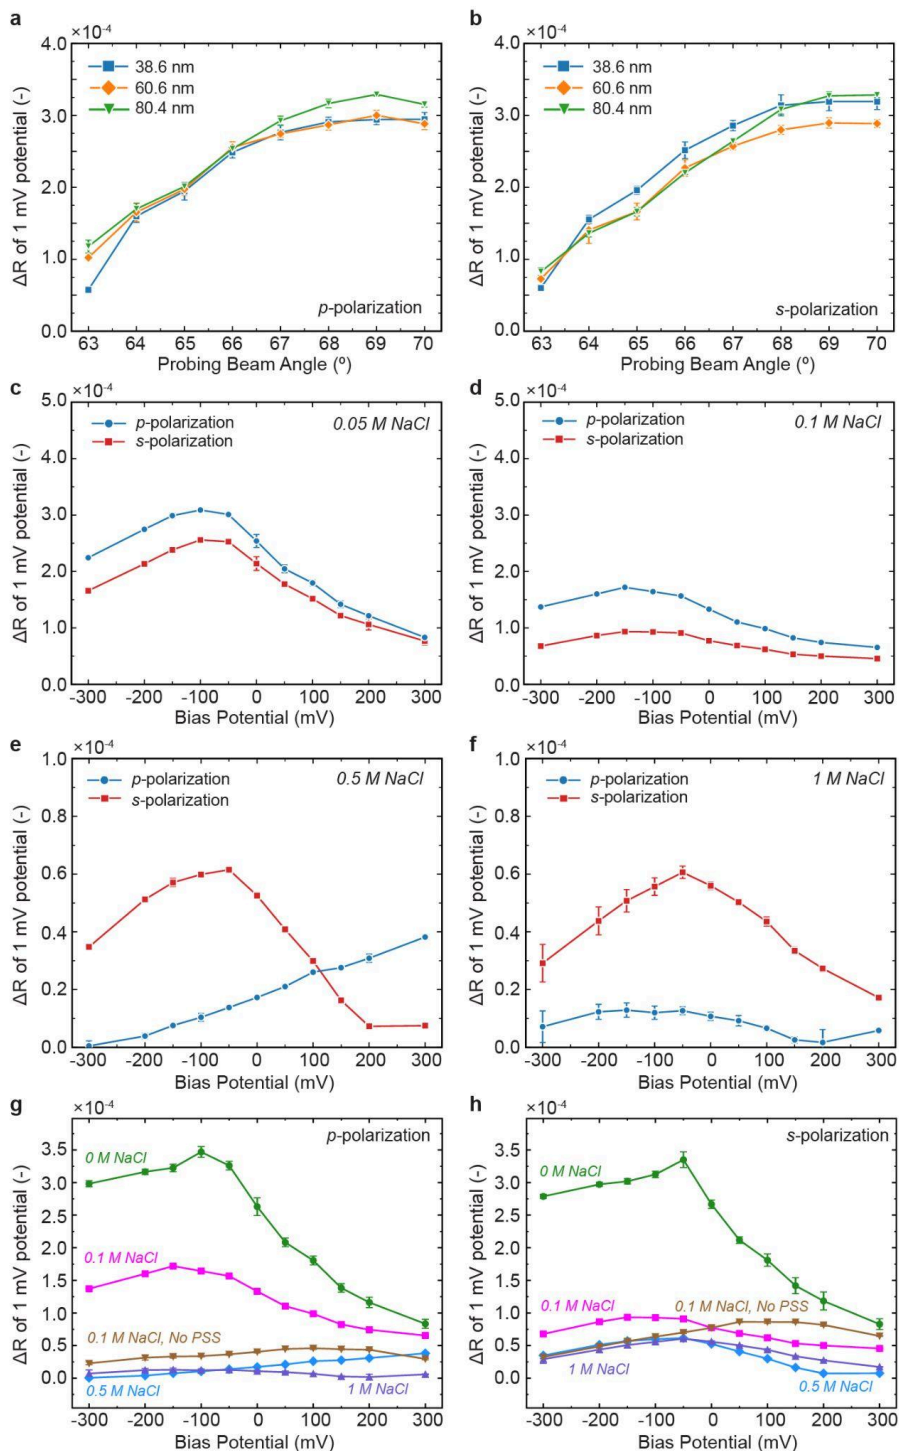 a
×10⁻⁴
ΔR of 1 mV potential (-)
4.0
3.0
2.0
1.0
0.0
38.6 nm
60.6 nm
80.4 nm
p-polarization
63 64 65 66 67 68 69 70
Probing Beam Angle (º)
b
×10⁻⁴
ΔR of 1 mV potential (-)
4.0
3.0
2.0
1.0
0.0
38.6 nm
60.6 nm
80.4 nm
s-polarization
63 64 65 66 67 68 69 70
Probing Beam Angle (º)
c
×10⁻⁴
ΔR of 1 mV potential (-)
5.0
4.0
3.0
2.0
1.0
0.0
p-polarization
s-polarization
0.05 M NaCl
-300 -200 -100 0 100 200 300
Bias Potential (mV)
d
×10⁻⁴
ΔR of 1 mV potential (-)
5.0
4.0
3.0
2.0
1.0
0.0
p-polarization
s-polarization
0.1 M NaCl
-300 -200 -100 0 100 200 300
Bias Potential (mV)
e
×10⁻⁴
ΔR of 1 mV potential (-)
1.0
0.8
0.6
0.4
0.2
0.0
p-polarization
s-polarization
0.5 M NaCl
-300 -200 -100 0 100 200 300
Bias Potential (mV)
f
×10⁻⁴
ΔR of 1 mV potential (-)
1.0
0.8
0.6
0.4
0.2
0.0
p-polarization
s-polarization
1 M NaCl
-300 -200 -100 0 100 200 300
Bias Potential (mV)
g
×10⁻⁴
ΔR of 1 mV potential (-)
3.5
3.0
2.5
2.0
1.5
1.0
0.5
0.0
p-polarization
0 M NaCl
0.1 M NaCl
0.1 M NaCl, No PSS
0.5 M NaCl
1 M NaCl
-300 -200 -100 0 100 200 300
Bias Potential (mV)
h
×10⁻⁴
ΔR of 1 mV potential (-)
3.5
3.0
2.5
2.0
1.5
1.0
0.5
0.0
s-polarization
0 M NaCl
0.1 M NaCl
0.1 M NaCl, No PSS
1 M NaCl
0.5 M NaCl
-300 -200 -100 0 100 200 300
Bias Potential (mV)